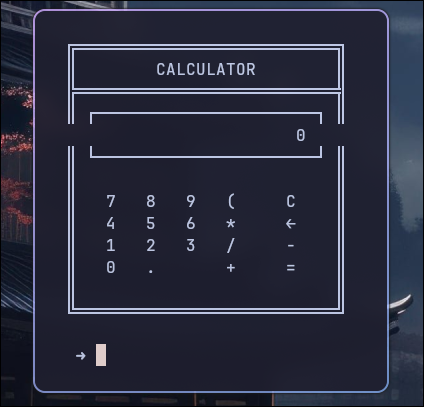 CALCULATOR
0
7 8 9 ( C
4 5 6 * ←
1 2 3 / -
0 . + =
→